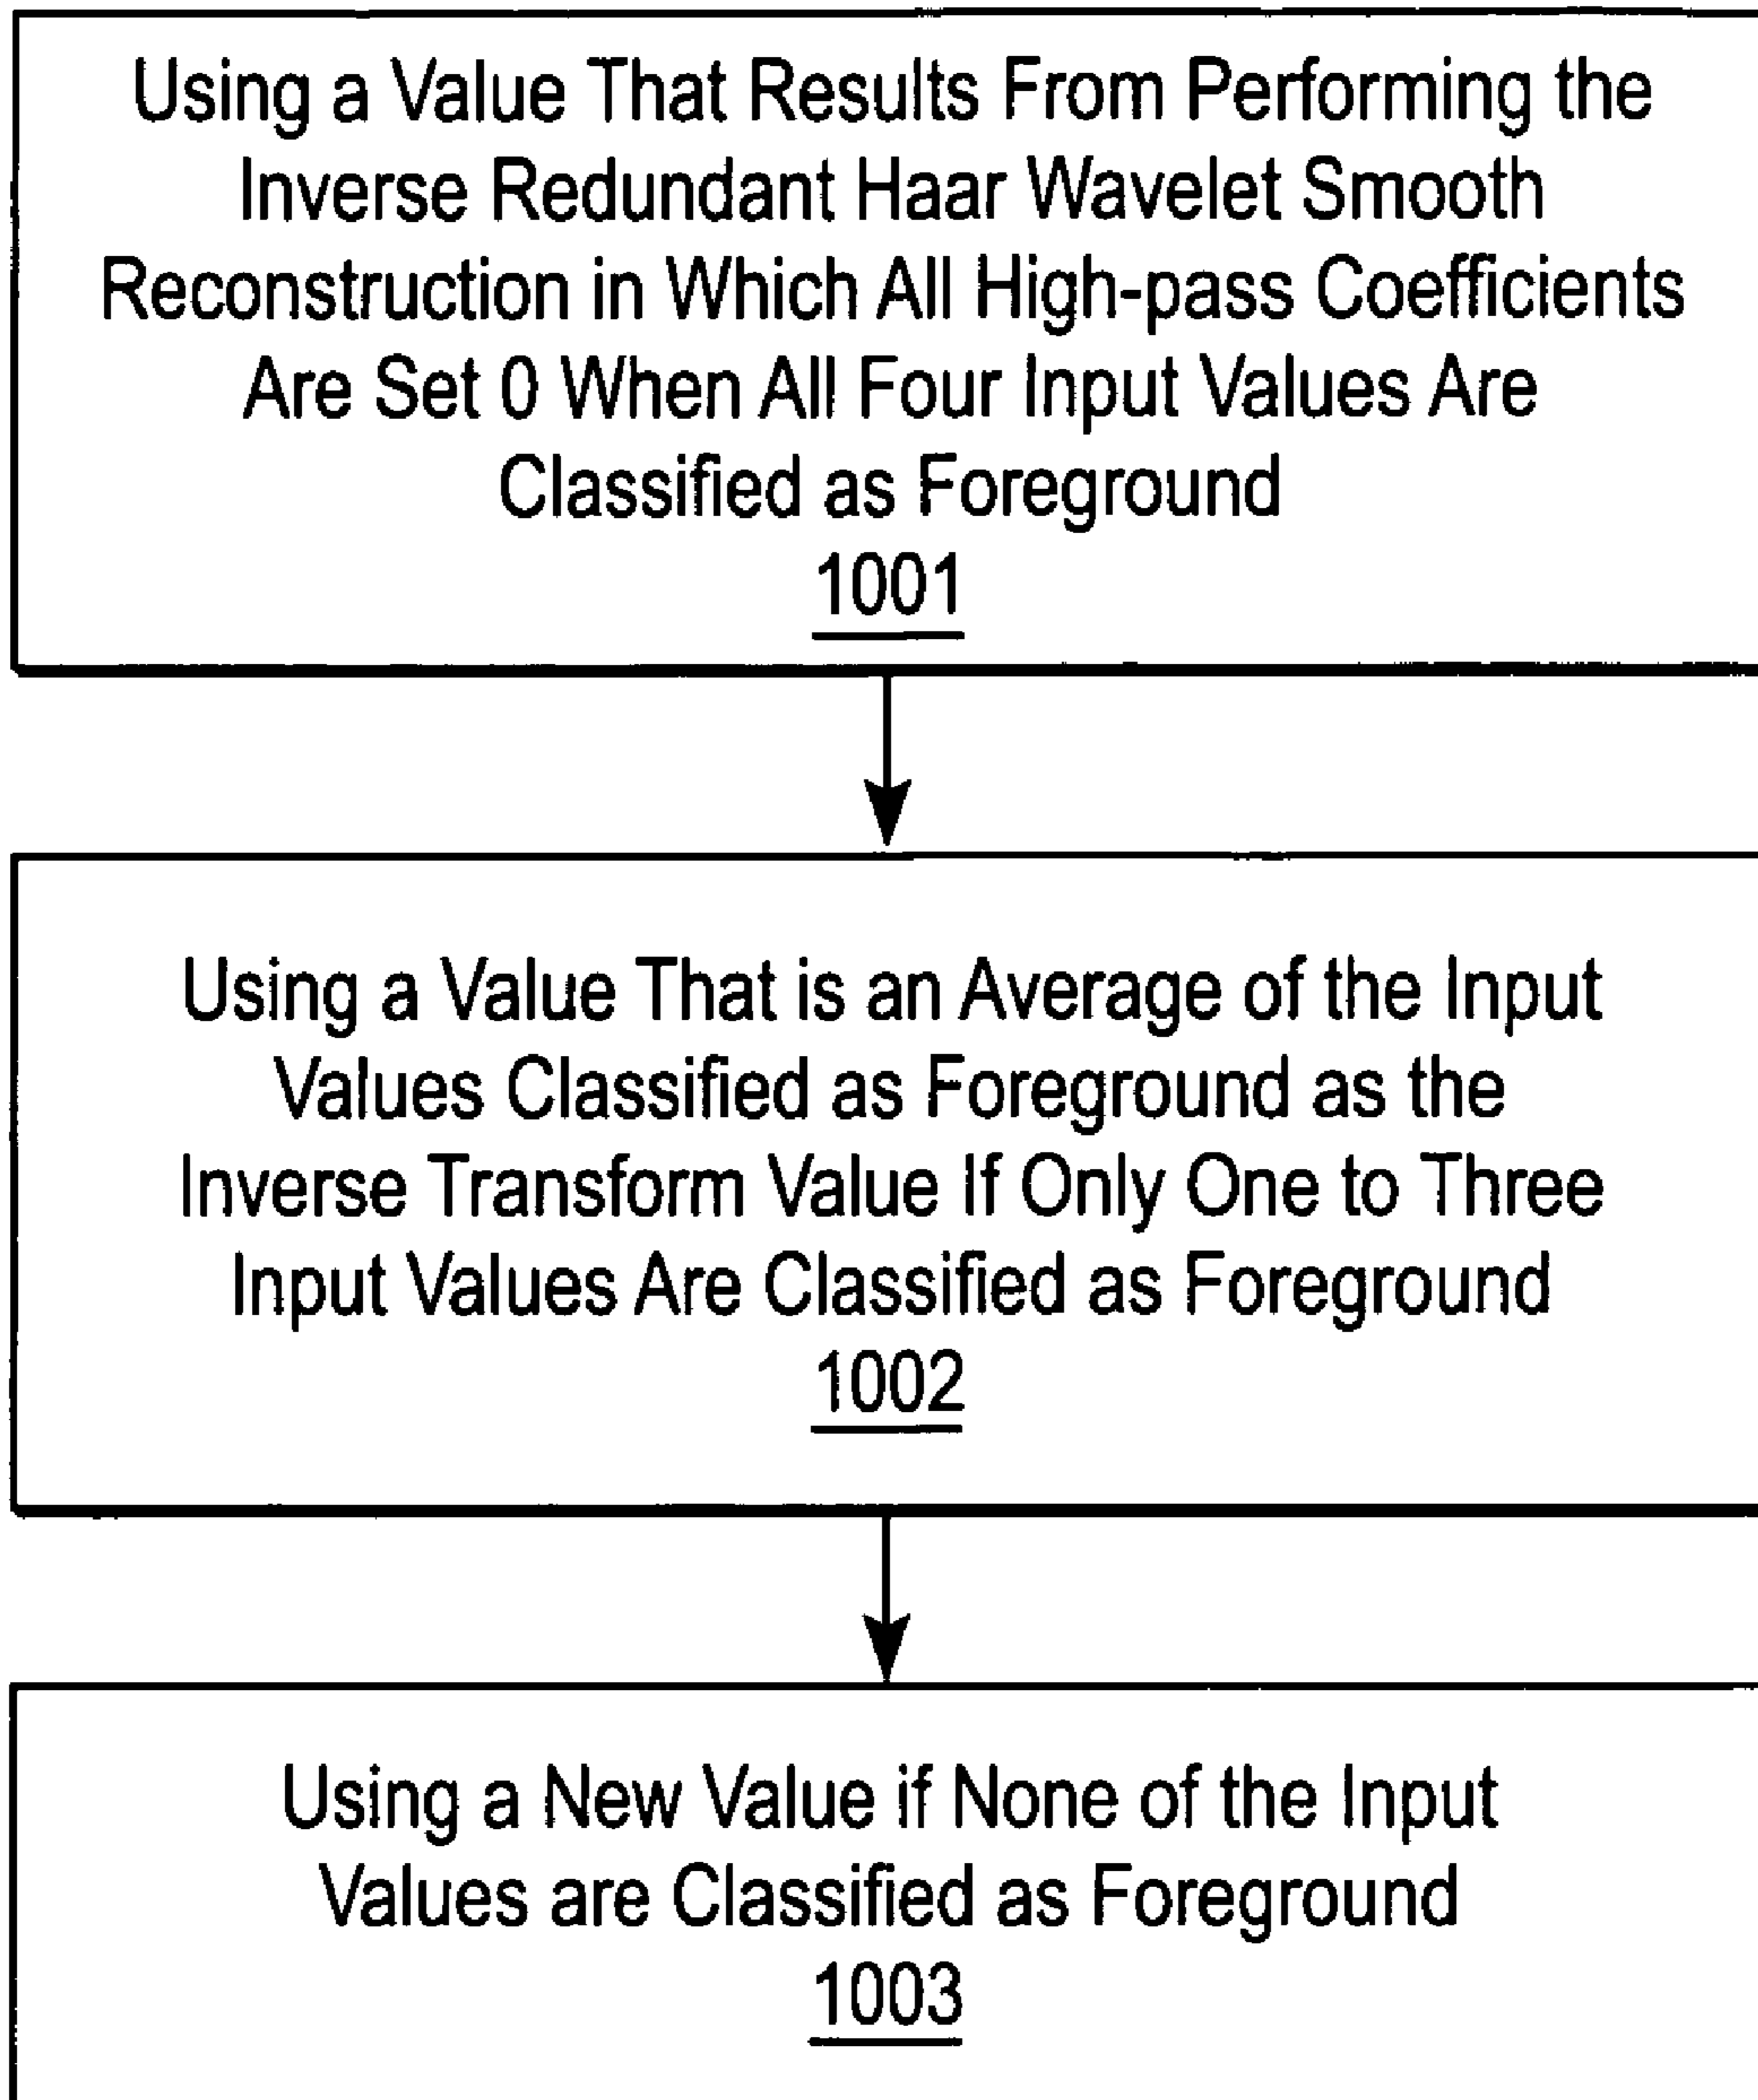 Using a Value That Results From Performing the
Inverse Redundant Haar Wavelet Smooth
Reconstruction in Which All High-pass Coefficients
Are Set 0 When All Four Input Values Are
Classified as Foreground
1001
Using a Value That is an Average of the Input
Values Classified as Foreground as the
Inverse Transform Value If Only One to Three
Input Values Are Classified as Foreground
1002
Using a New Value if None of the Input
Values are Classified as Foreground
1003